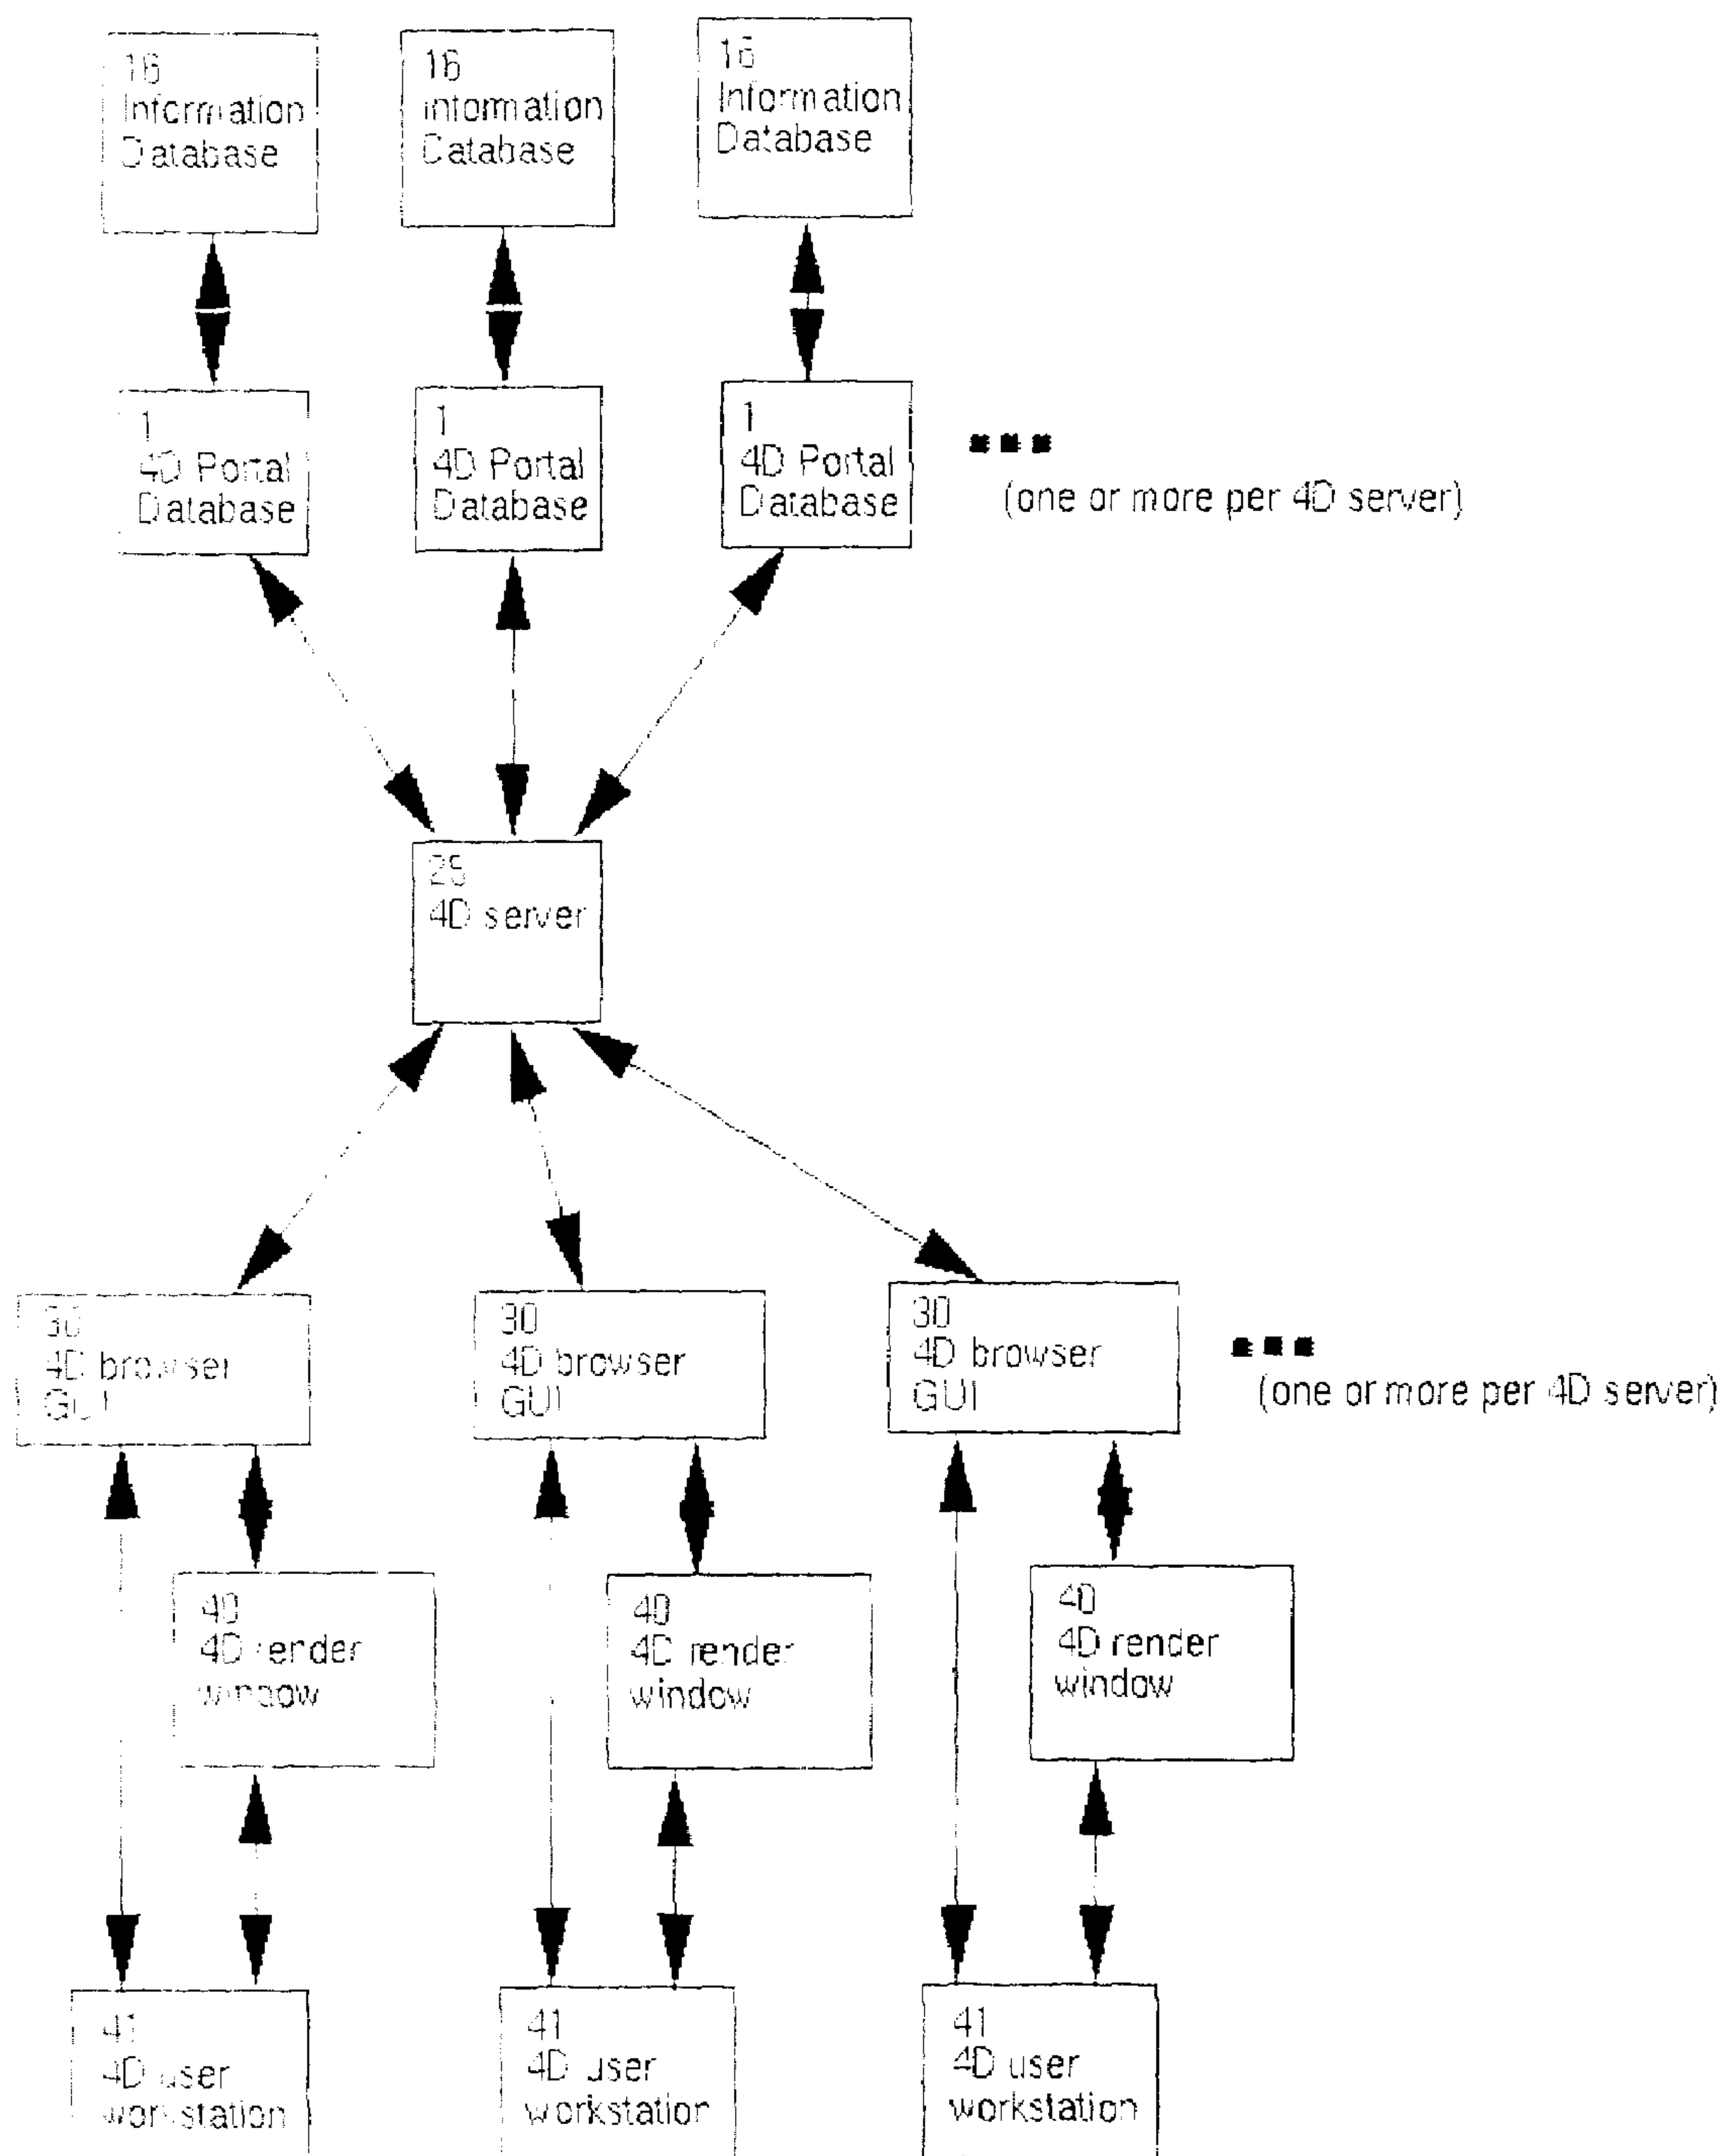 16
Information
Database
16
Information
Database
16
Information
Database
1
4D Portal
Database
1
4D Portal
Database
1
4D Portal
Database
(one or more per 4D server)
25
4D server
30
4D browser
GUI
30
4D browser
GUI
30
4D browser
GUI
(one or more per 4D server)
40
4D render
window
40
4D render
window
40
4D render
window
41
4D user
workstation
41
4D user
workstation
41
4D user
workstation